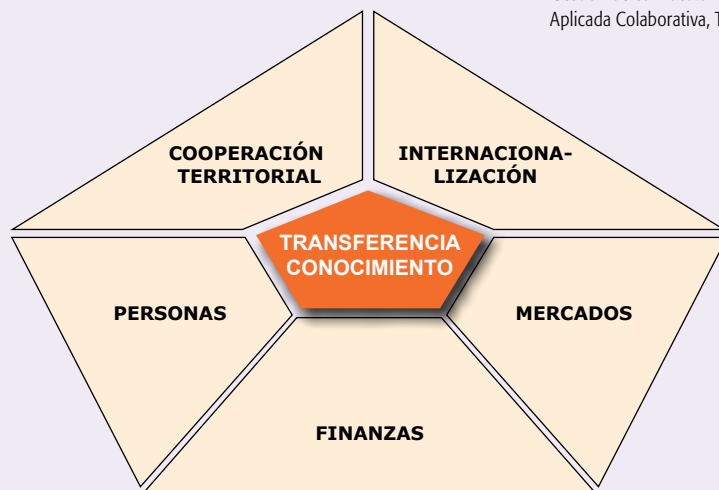 Aplicada Colaborativa, T
COOPERACIÓN
TERRITORIAL
INTERNACIONA-
LIZACIÓN
TRANSFERENCIA
CONOCIMIENTO
PERSONAS
MERCADOS
FINANZAS